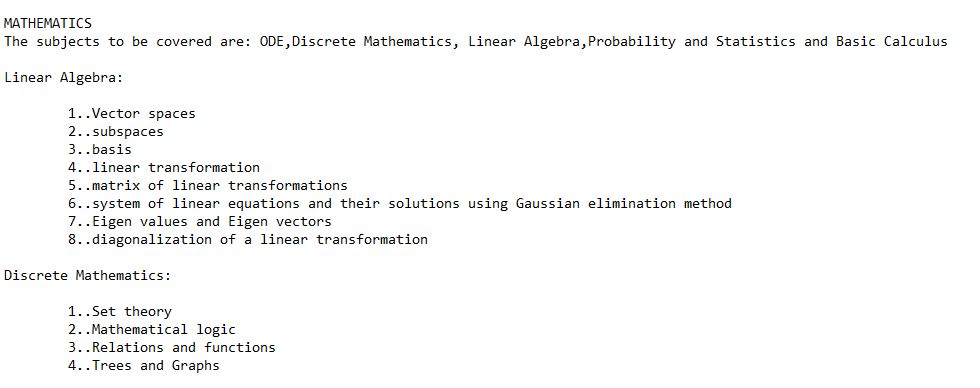 MATHEMATICS
The subjects to be covered are: ODE,Discrete Mathematics, Linear Algebra,Probability and Statistics and Basic Calculus
Linear Algebra:
1..Vector spaces
2..subspaces
3..basis
4..linear transformation
5..matrix of linear transformations
6..system of linear equations and their solutions using Gaussian elimination method
7..Eigen values and Eigen vectors
8..diagonalization of a linear transformation
Discrete Mathematics:
1..Set theory
2..Mathematical logic
3..Relations and functions
4..Trees and Graphs